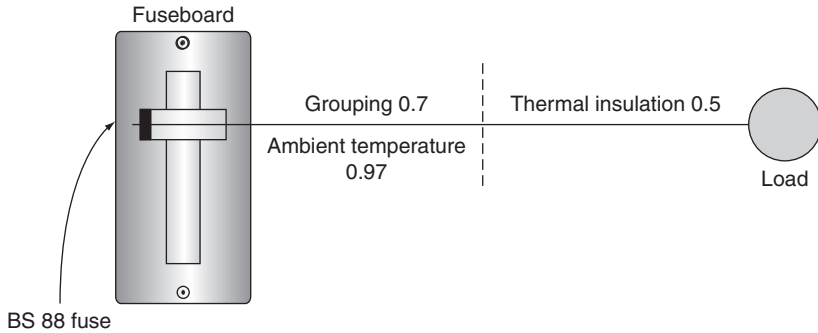 Fuseboard
Grouping 0.7
Ambient temperature
0.97
Thermal insulation 0.5
Load
BS 88 fuse